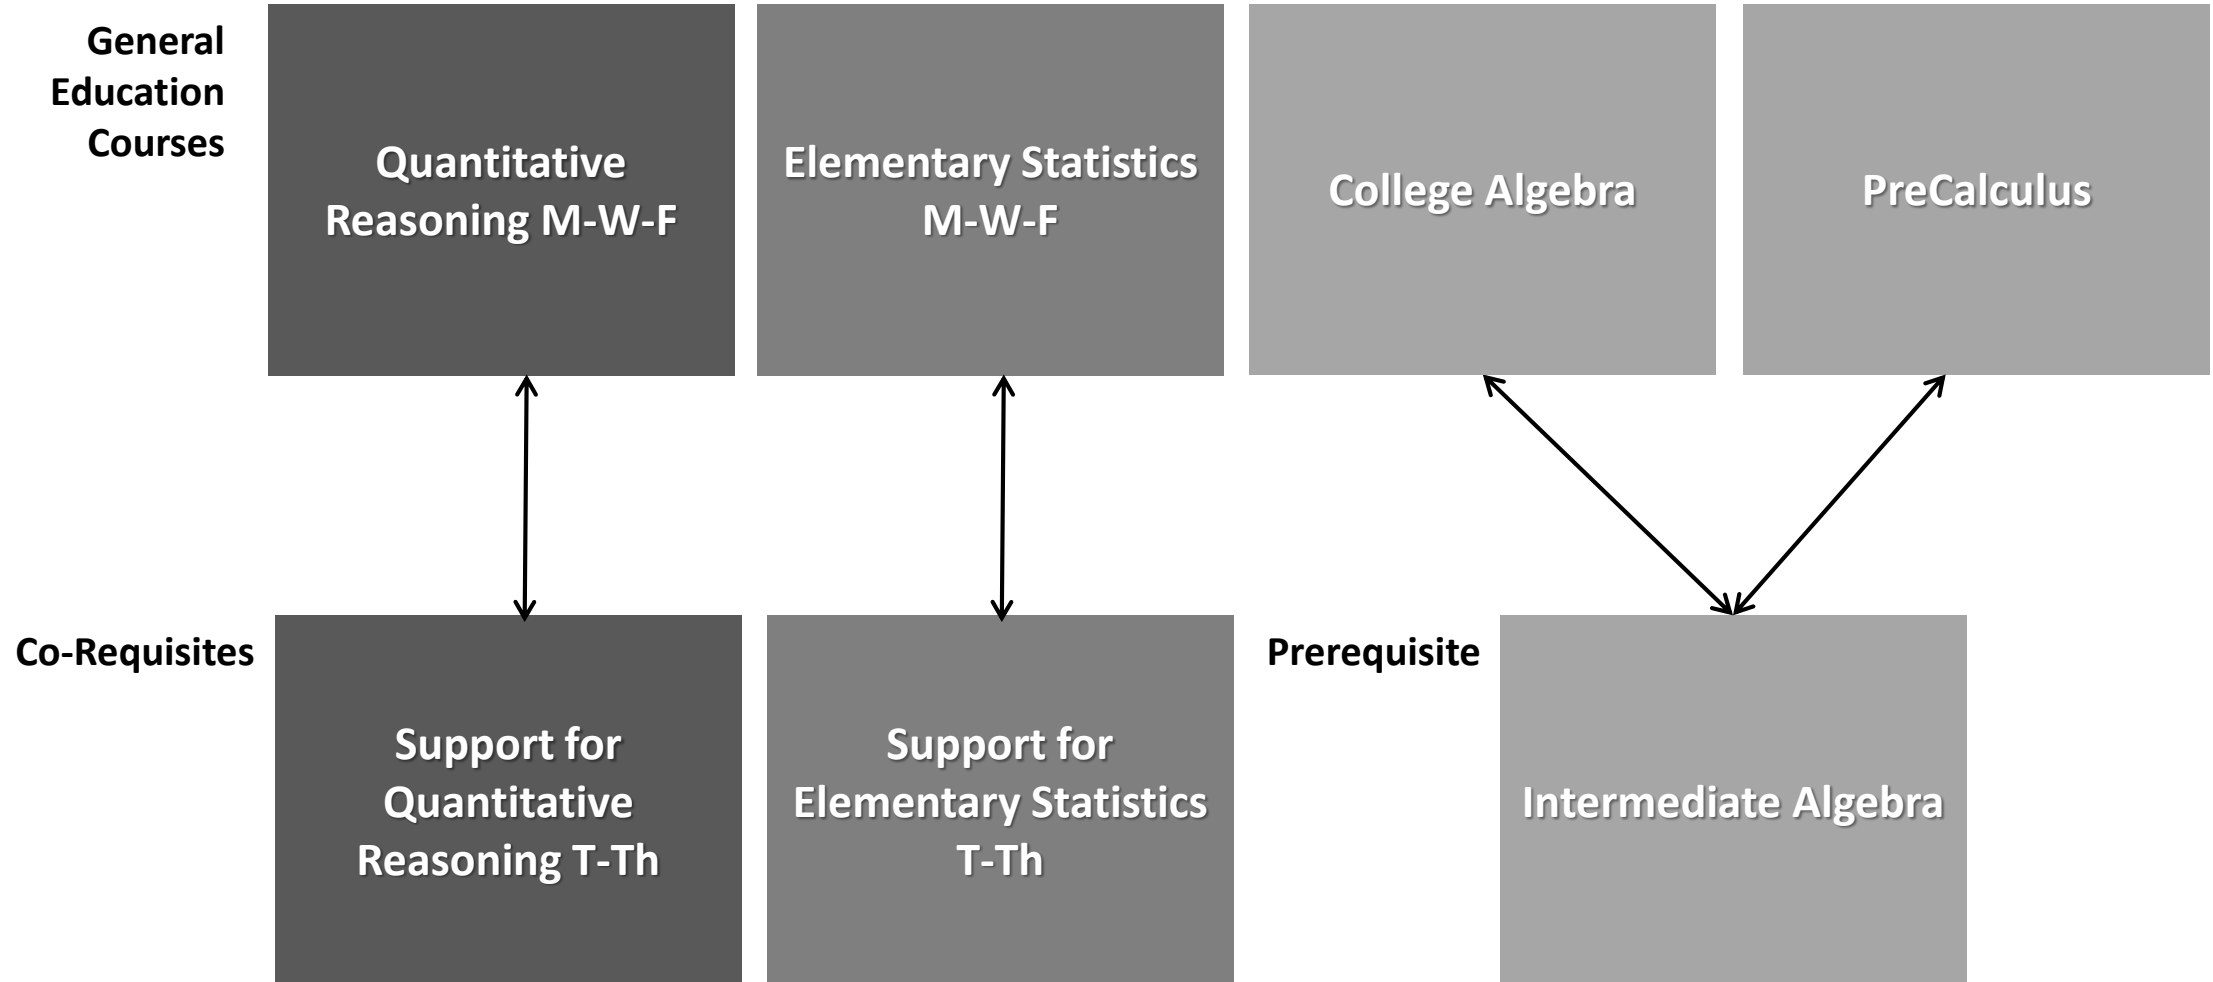 General
Education
Courses
Quantitative
Reasoning M-W-F
Elementary Statistics
M-W-F
College Algebra
PreCalculus
Co-Requisites
Support for
Quantitative
Reasoning T-Th
Support for
Elementary Statistics
T-Th
Prerequisite
Intermediate Algebra